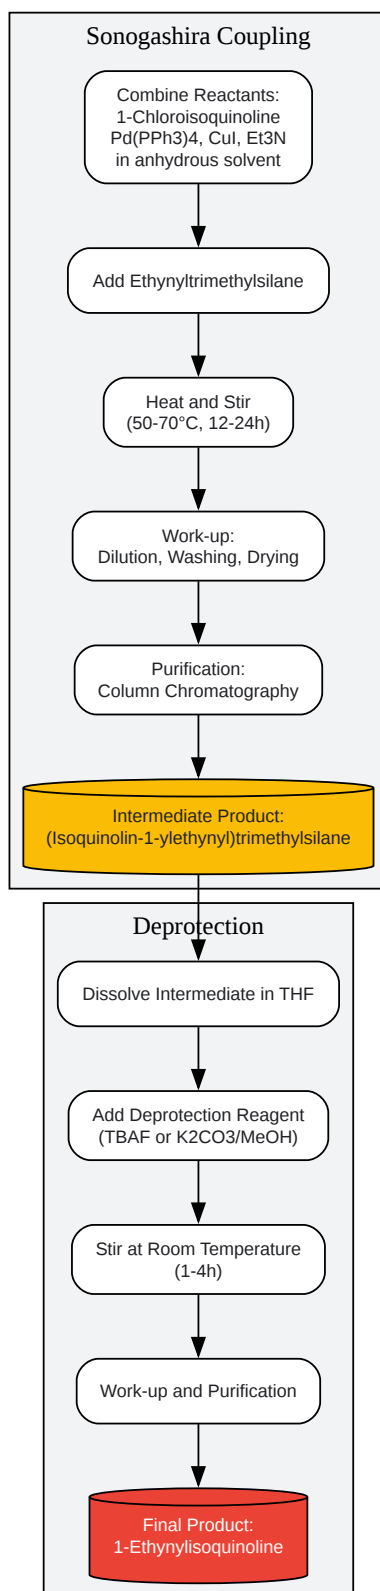 Sonogashira Coupling
Combine Reactants:
1-Chloroisoquinoline
Pd(PPh3)4, CuI, Et3N
in anhydrous solvent
Add Ethynyltrimethylsilane
Heat and Stir
(50-70°C, 12-24h)
Work-up:
Dilution, Washing, Drying
Purification:
Column Chromatography
Intermediate Product:
(Isoquinolin-1-ylethynyl)trimethylsilane
Deprotection
Dissolve Intermediate in THF
Add Deprotection Reagent
(TBAF or K2CO3/MeOH)
Stir at Room Temperature
(1-4h)
Work-up and Purification
Final Product:
1-Ethynylisoquinoline